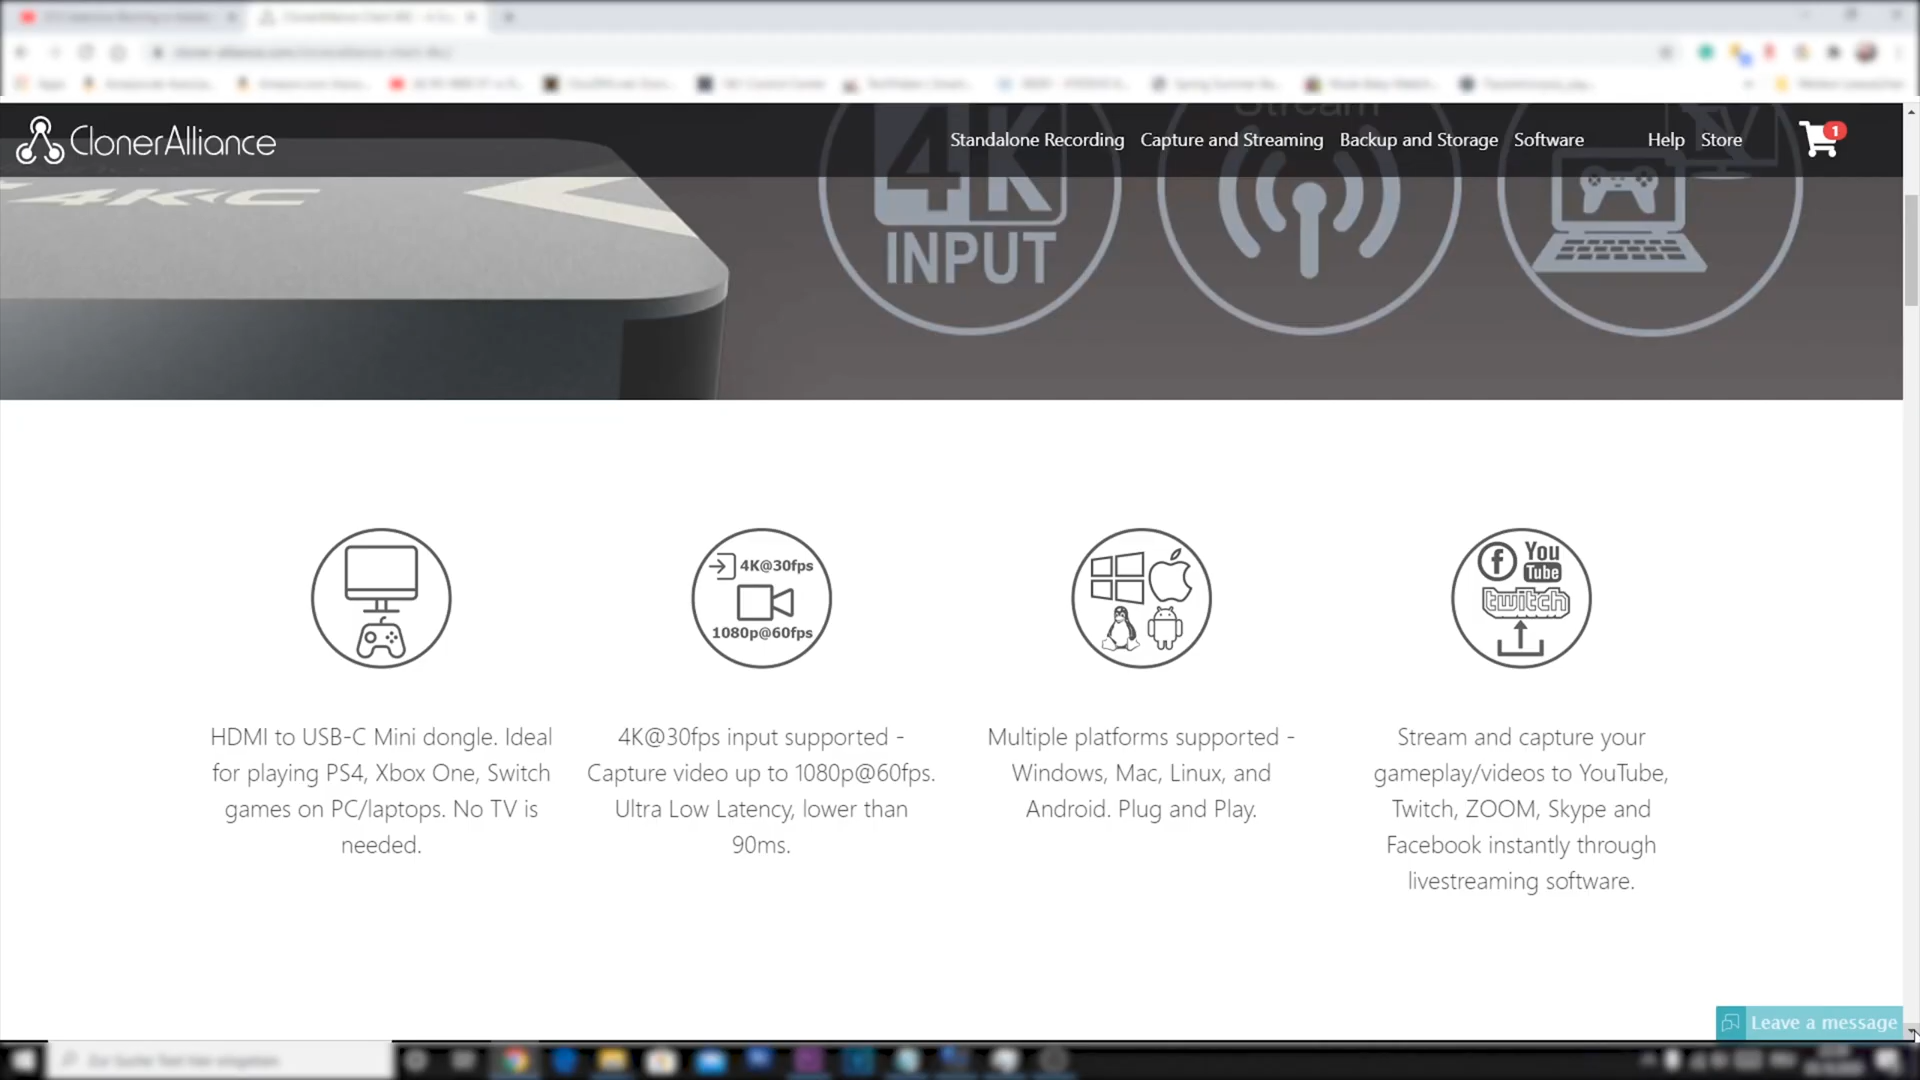 ClonerAlliance
Standalone Recording Capture and Streaming Backup and Storage Software Help Store
1
4K
INPUT
Stream
4K
4K@30fps
1080p@60fps
f You
Tube
twitch
HDMI to USB-C Mini dongle. Ideal
for playing PS4, Xbox One, Switch
games on PC/laptops. No TV is
needed.
4K@30fps input supported -
Capture video up to 1080p@60fps.
Ultra Low Latency, lower than
90ms.
Multiple platforms supported -
Windows, Mac, Linux, and
Android. Plug and Play.
Stream and capture your
gameplay/videos to YouTube,
Twitch, ZOOM, Skype and
Facebook instantly through
livestreaming software.
Leave a message